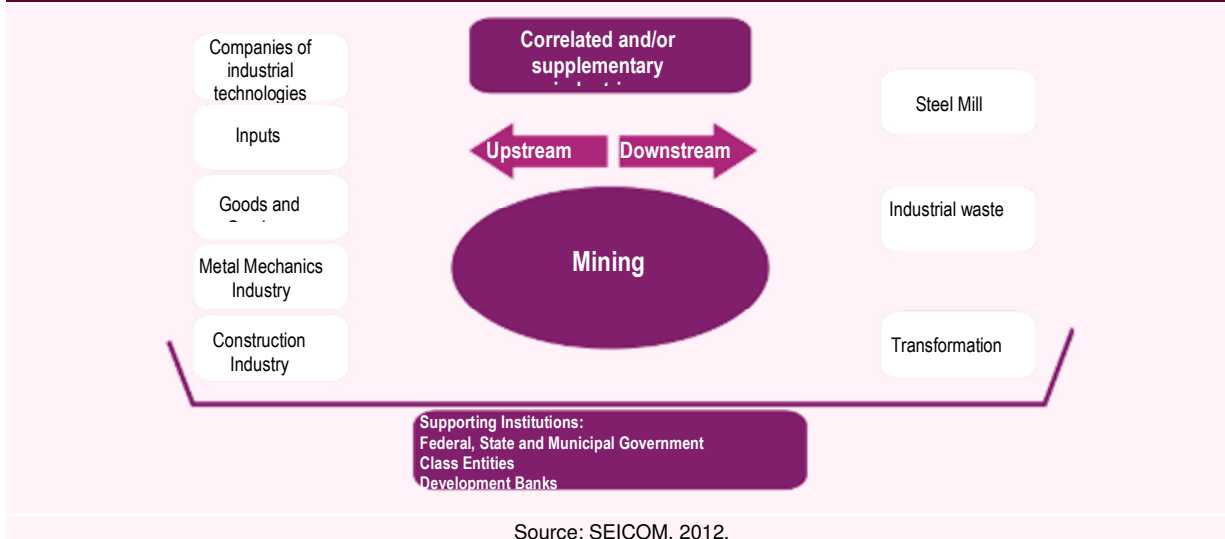 Companies of
industrial
technologies
Inputs
Goods and
Metal Mechanics
Industry
Construction
Industry
Correlated and/or
supplementary
Upstream
Downstream
Mining
Steel Mill
Industrial waste
Transformation
Supporting Institutions:
Federal, State and Municipal Government
Class Entities
Development Banks
Source: SEICOM, 2012.